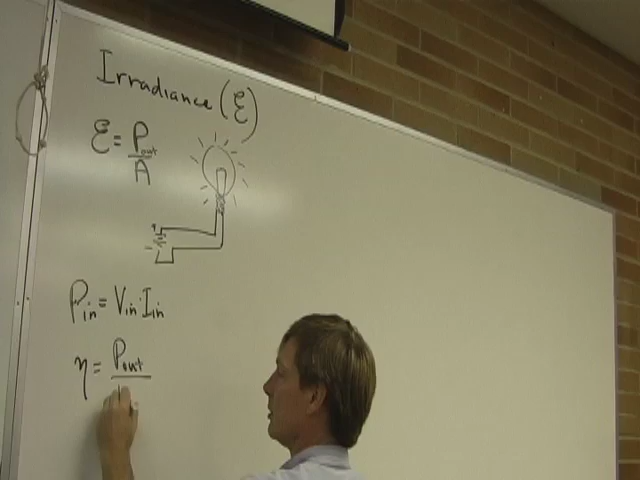 Irradiance (ℰ)
ℰ = Pout / A
Pin = Vin · Iin
η = Pout /